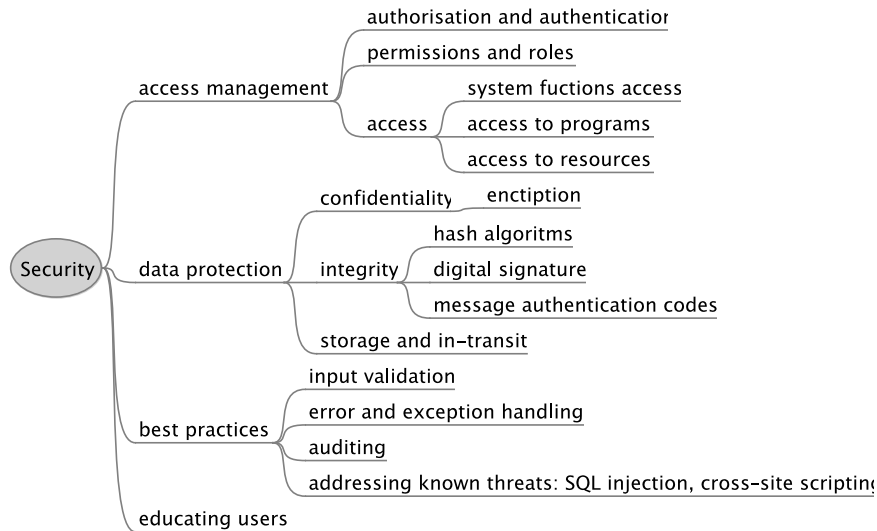 authorisation and authentication
permissions and roles
access management
system fuctions access
access
access to programs
access to resources
confidentiality
enctiption
hash algoritms
Security
data protection
integrity
digital signature
message authentication codes
storage and in-transit
input validation
error and exception handling
best practices
auditing
addressing known threats: SQL injection, cross-site scripting
educating users